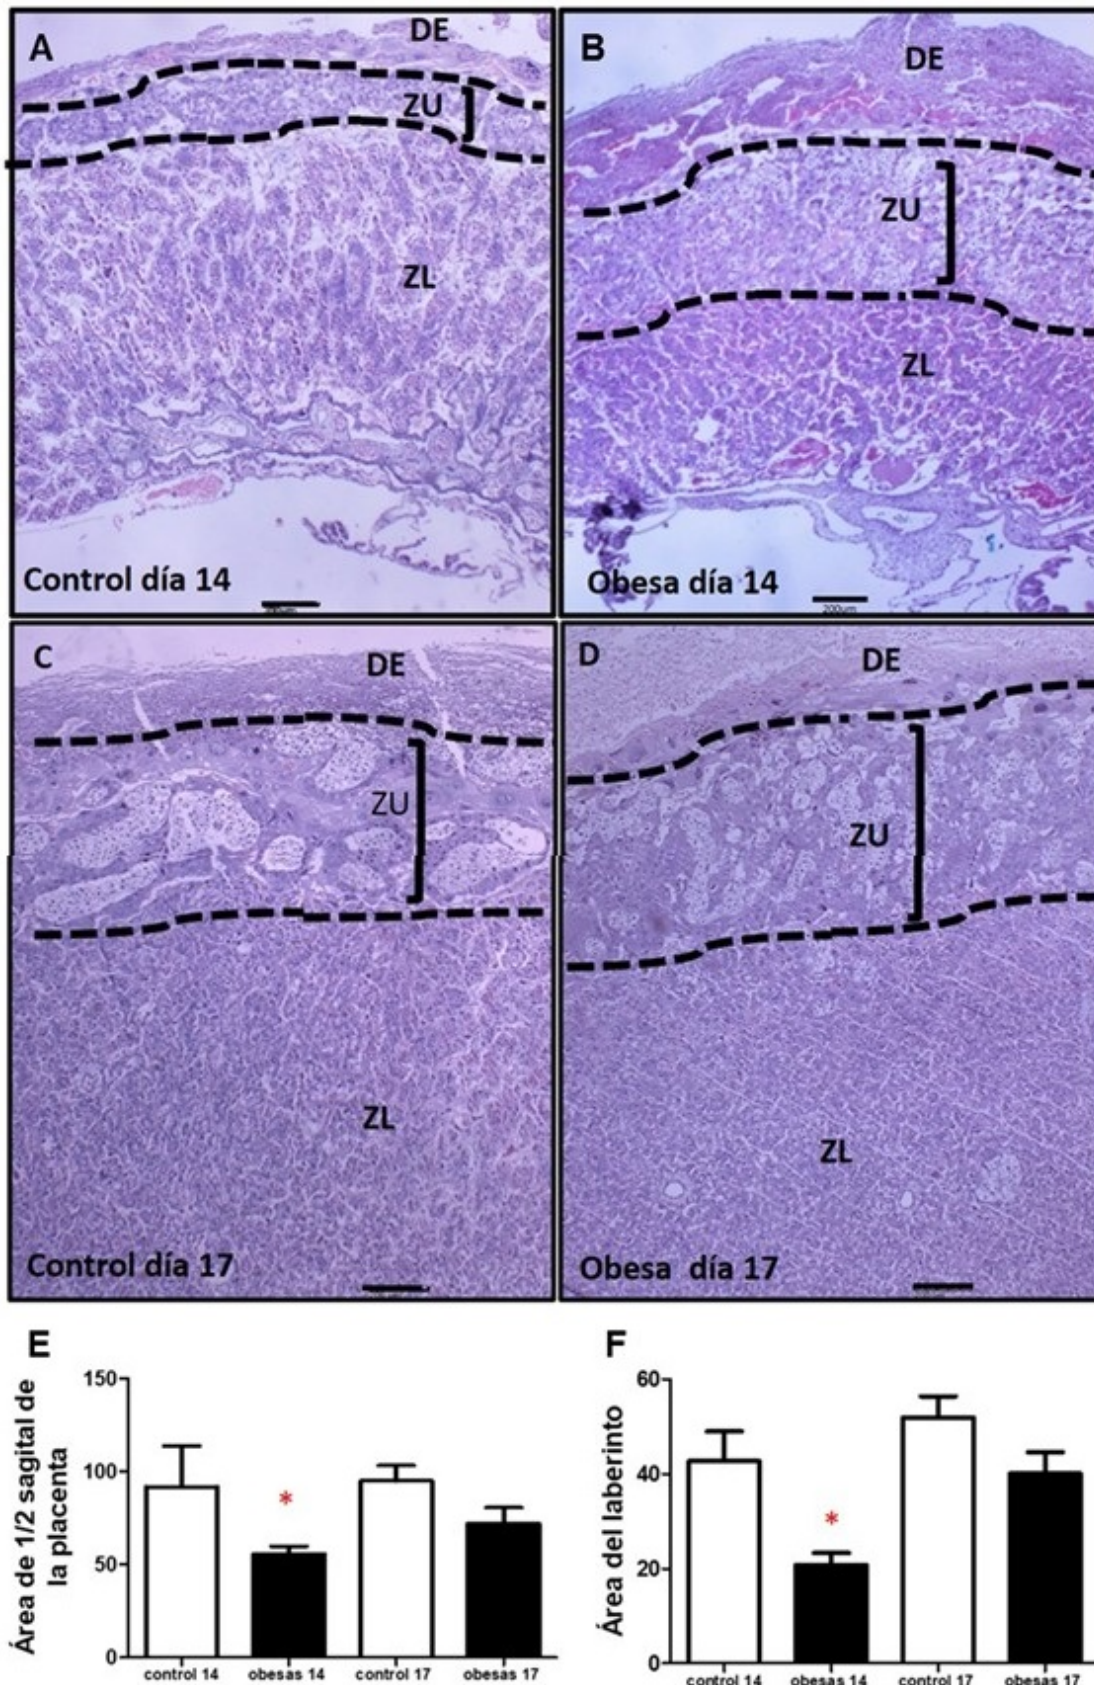 A
DE
ZU
ZL
Control día 14
B
DE
ZU
ZL
Obesa día 14
200μm
C
DE
ZU
ZL
Control día 17
D
DE
ZU
ZL
Obesa día 17
E
Área de 1/2 sagital de
la placenta
150
100
50
0
*
control 14
obesas 14
control 17
obesas 17
F
Área del laberinto
60
40
20
0
*
control 14
obesas 14
control 17
obesas 17